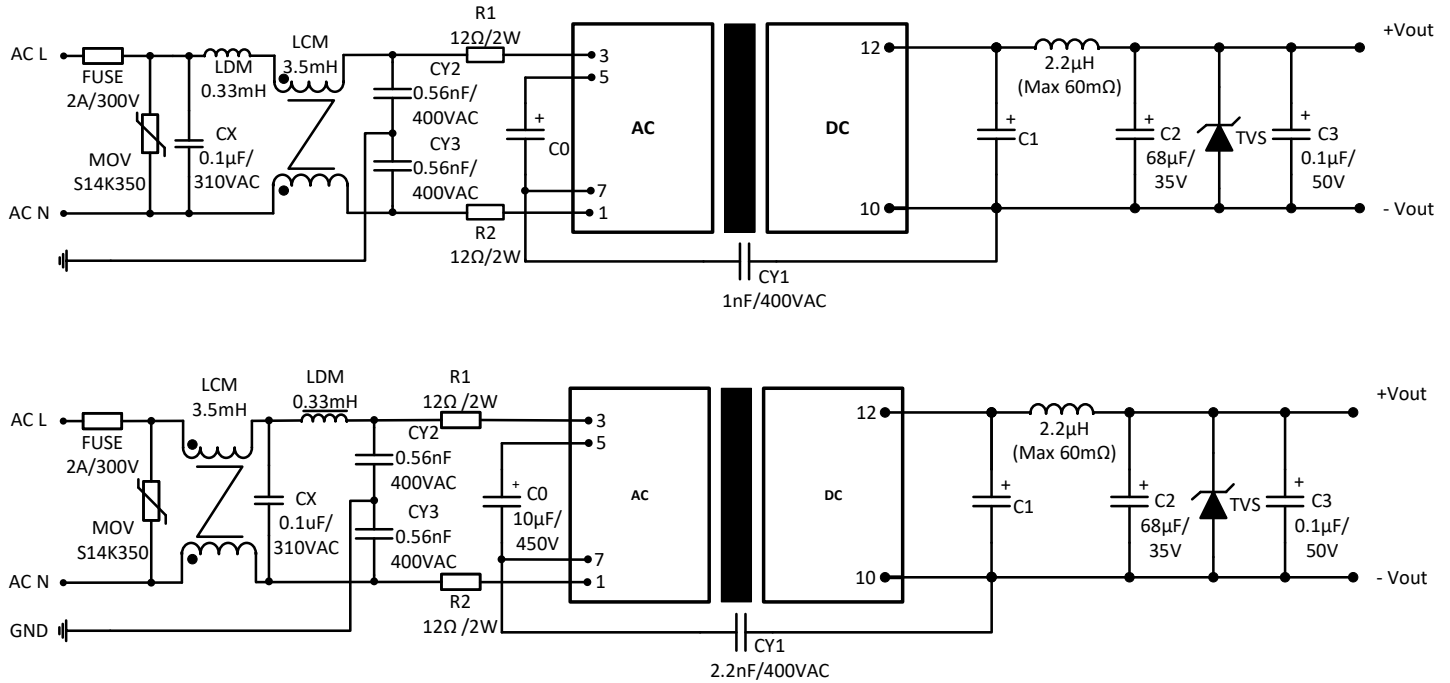 R1
12Ω/2W
+Vout
LCM
3.5mH
AC L
FUSE
2A/300V
LDM
0.33mH
CY2
0.56nF/
400VAC
3
5
12
2.2µH
(Max 60mΩ)
MOV
S14K350
CX
0.1µF/
310VAC
CY3
0.56nF/
400VAC
+
C0
AC
DC
+
C1
+
C2
68µF/
35V
TVS
+
C3
0.1µF/
50V
AC N
7
1
10
- Vout
R2
12Ω/2W
CY1
1nF/400VAC
LCM
3.5mH
LDM
0.33mH
R1
12Ω /2W
+Vout
AC L
FUSE
2A/300V
CY2
0.56nF
400VAC
3
5
12
2.2µH
(Max 60mΩ)
MOV
S14K350
CX
0.1uF/
310VAC
CY3
0.56nF
400VAC
+
C0
10µF/
450V
AC
DC
+
C1
+
C2
68µF/
35V
TVS
+
C3
0.1µF/
50V
AC N
7
1
10
- Vout
GND
R2
12Ω /2W
CY1
2.2nF/400VAC